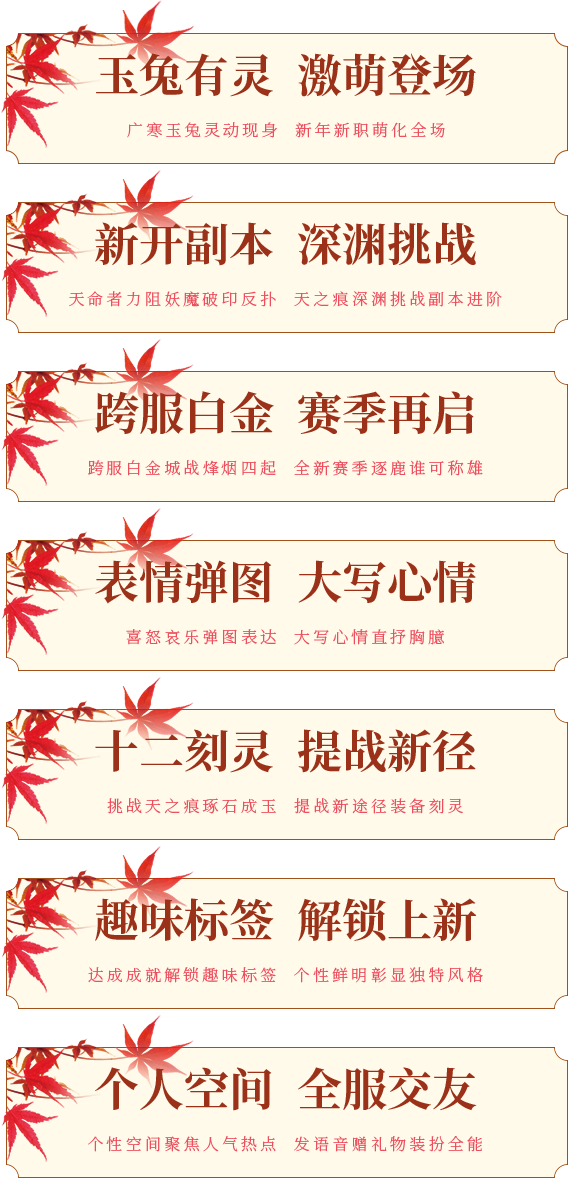 玉兔有灵 激萌登场
广寒玉兔灵动现身 新年新职萌化全场
新开副本 深渊挑战
天命者力阻妖魔破印反扑 天之痕深渊挑战副本进阶
跨服白金 赛季再启
跨服白金城战烽烟四起 全新赛季逐鹿谁可称雄
表情弹图 大写心情
喜怒哀乐弹图表达 大写心情直抒胸臆
十二刻灵 提战新径
挑战天之痕琢石成玉 提战新途径装备刻灵
趣味标签 解锁上新
达成成就解锁趣味标签 个性鲜明彰显独特风格
个人空间 全服交友
个性空间聚焦人气热点 发语音赠礼物装扮全能